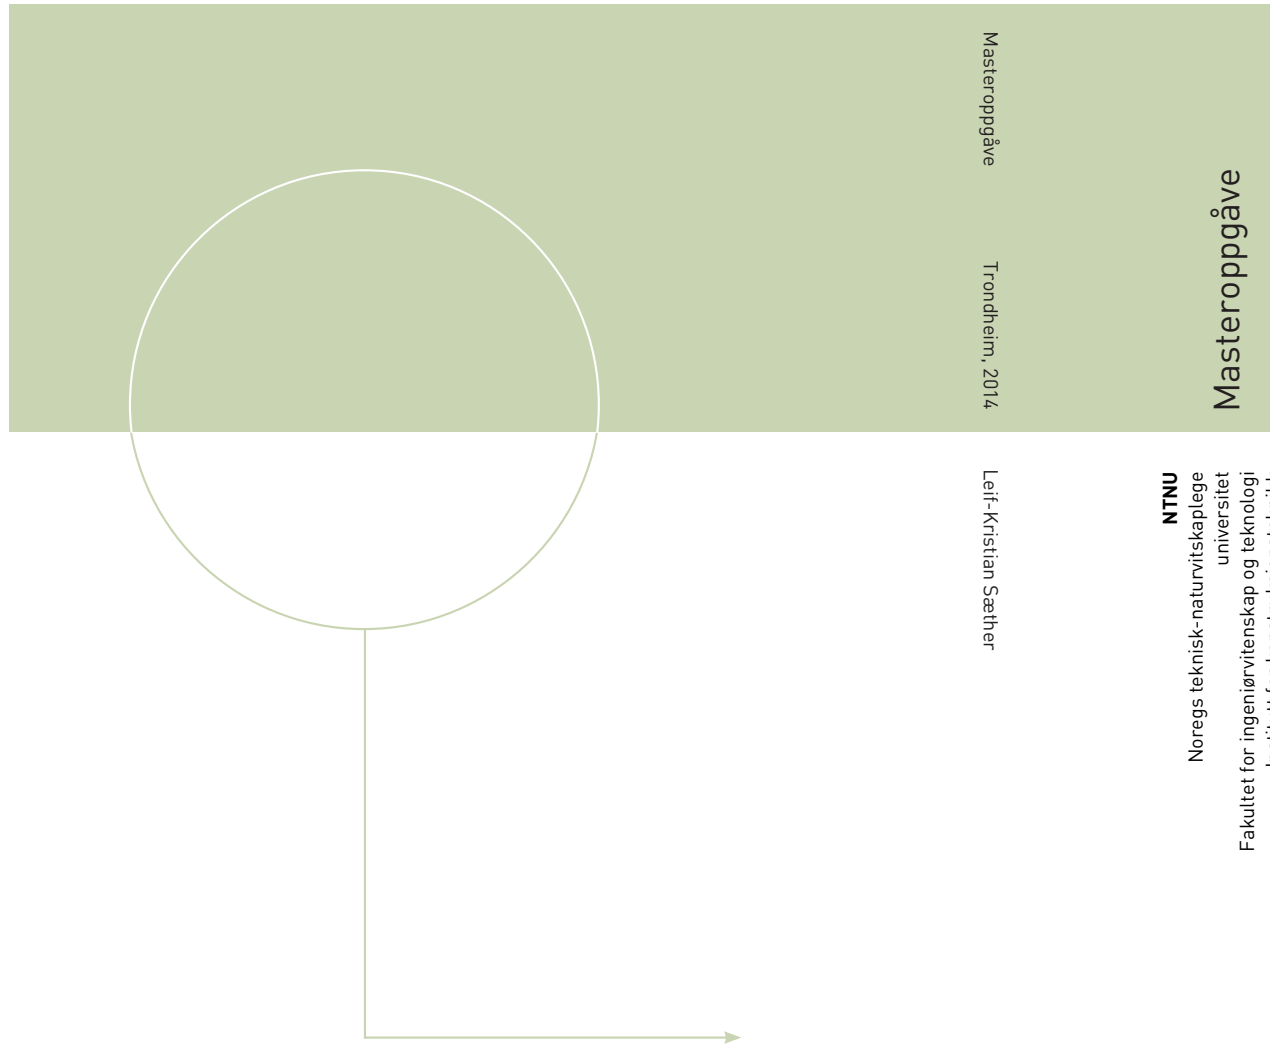 Masteroppgåve
Trondheim, 2014
Leif-Kristian Sæther
Masteroppgåve
NTNU
Noregs teknisk-naturvitskaplege
universitet
Fakultet for ingeniørvitenskap og teknologi